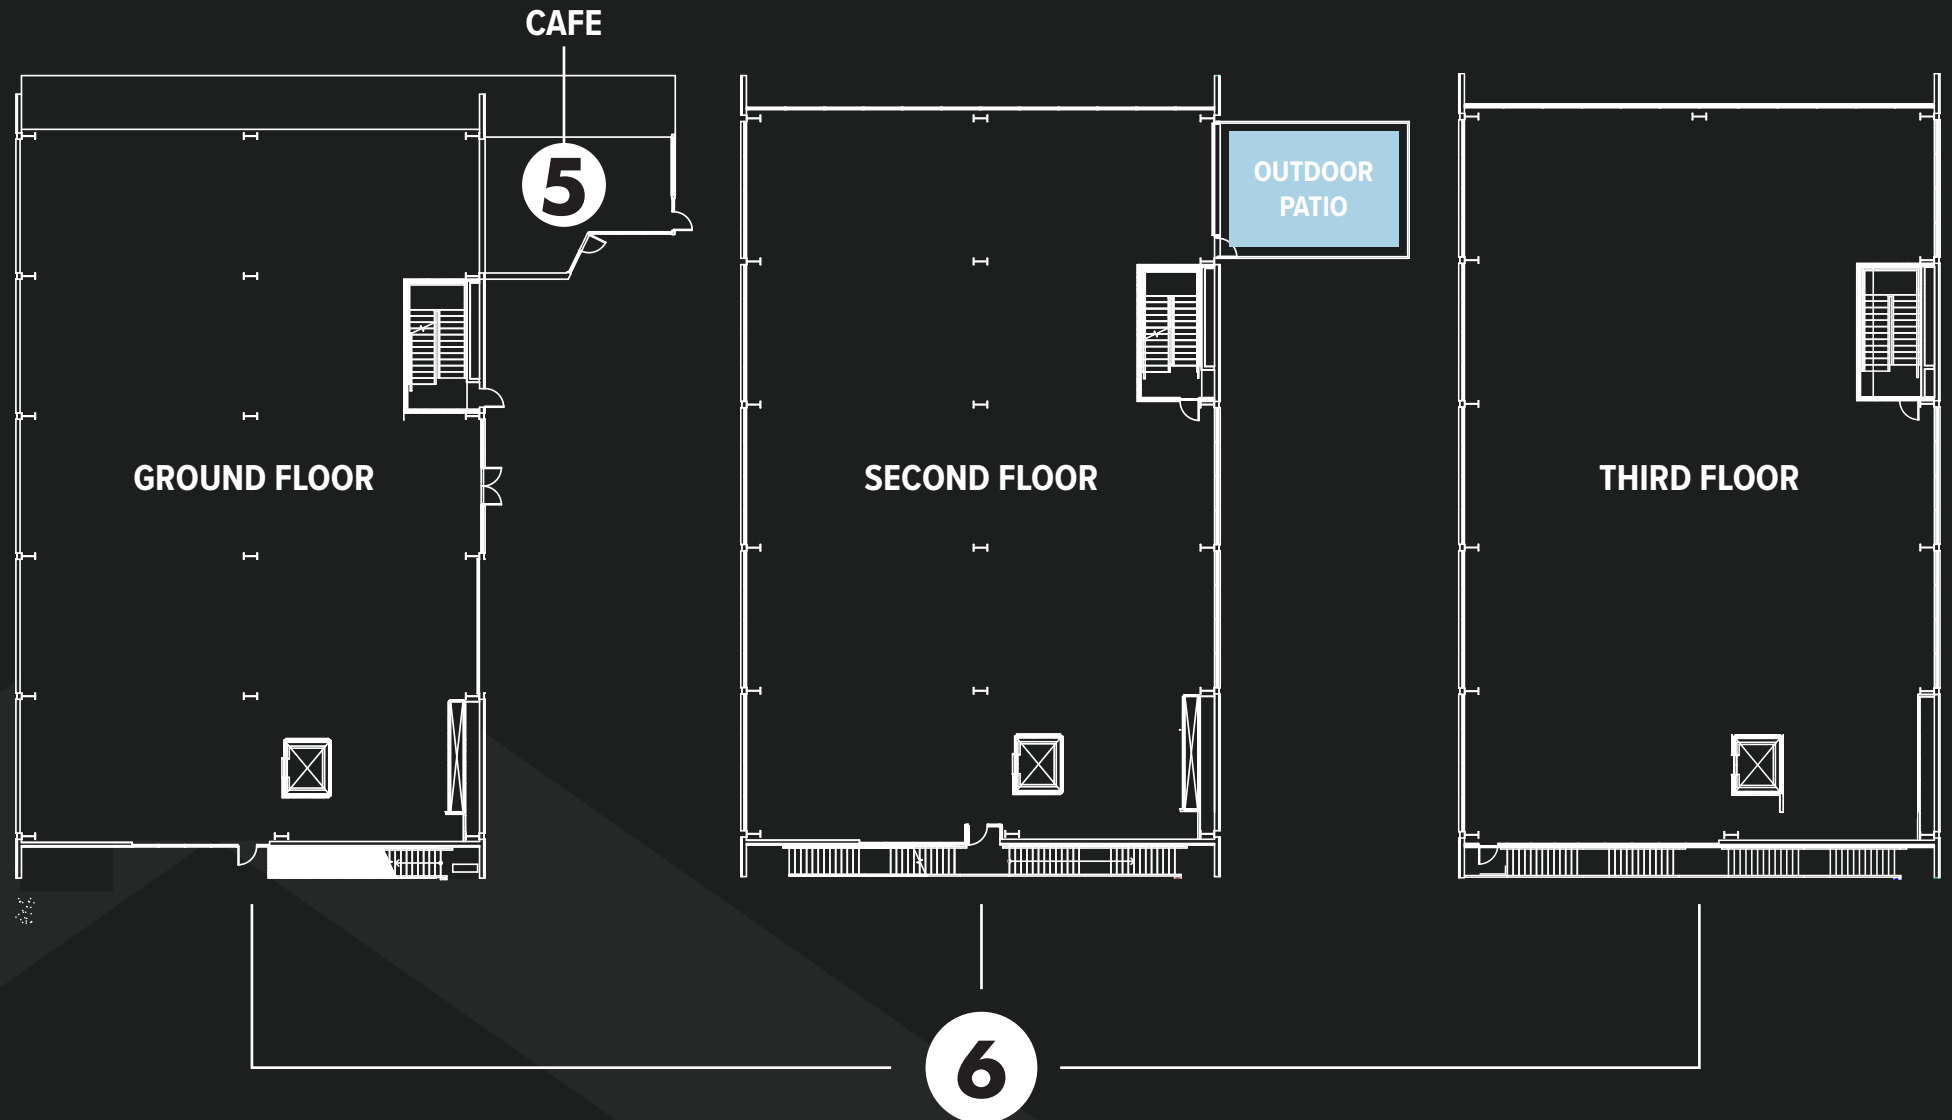 CAFE
5
OUTDOOR
PATIO
GROUND FLOOR
SECOND FLOOR
THIRD FLOOR
6